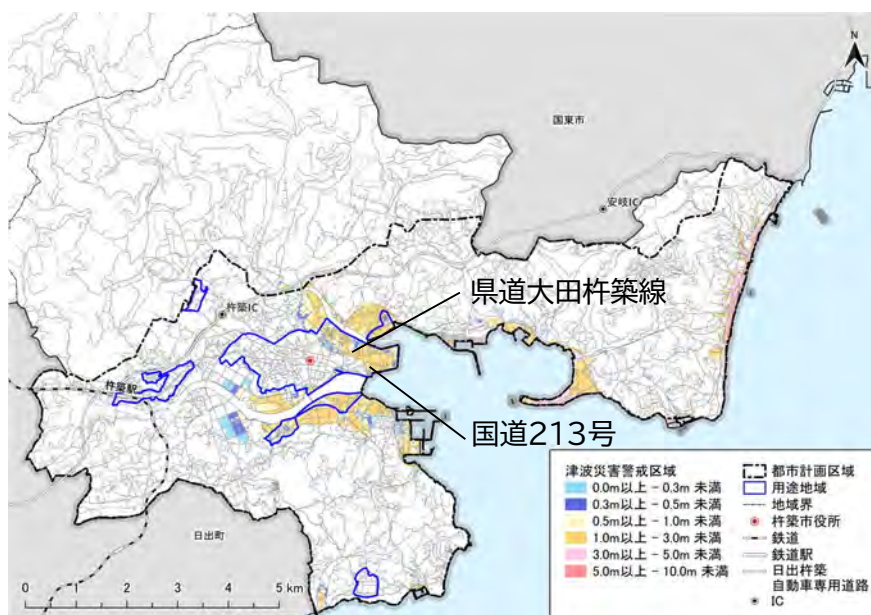 N
国東市
安岐IC
県道大田杵築線
杵築IC
杵築駅
国道213号
日出町
0 1 2 3 4 5 km
津波災害警戒区域
0.0m以上 - 0.3m 未満
0.3m以上 - 0.5m 未満
0.5m以上 - 1.0m 未満
1.0m以上 - 3.0m 未満
3.0m以上 - 5.0m 未満
5.0m以上 - 10.0m 未満
都市計画区域
用途地域
地域界
杵築市役所
鉄道
鉄道駅
日出杵築
自動車専用道路
IC